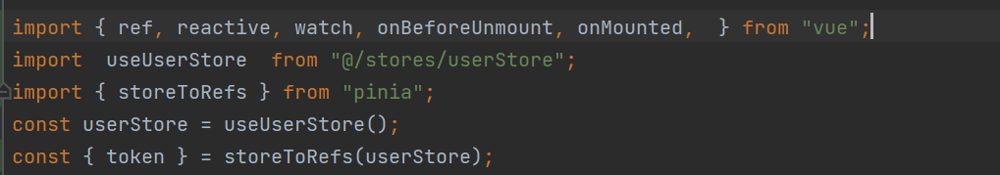 import { ref, reactive, watch, onBeforeUnmount, onMounted,  } from "vue";
import  useUserStore  from "@/stores/userStore";
import { storeToRefs } from "pinia";
const userStore = useUserStore();
const { token } = storeToRefs(userStore);